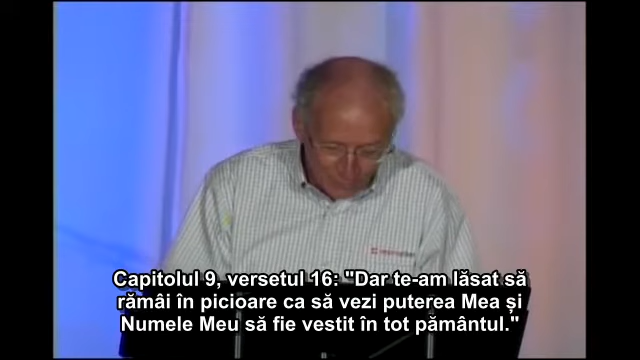 Capitolul 9, versetul 16: "Dar te-am lăsat să
rămâi în picioare ca să vezi puterea Mea și
Numele Meu să fie vestit în tot pământul."